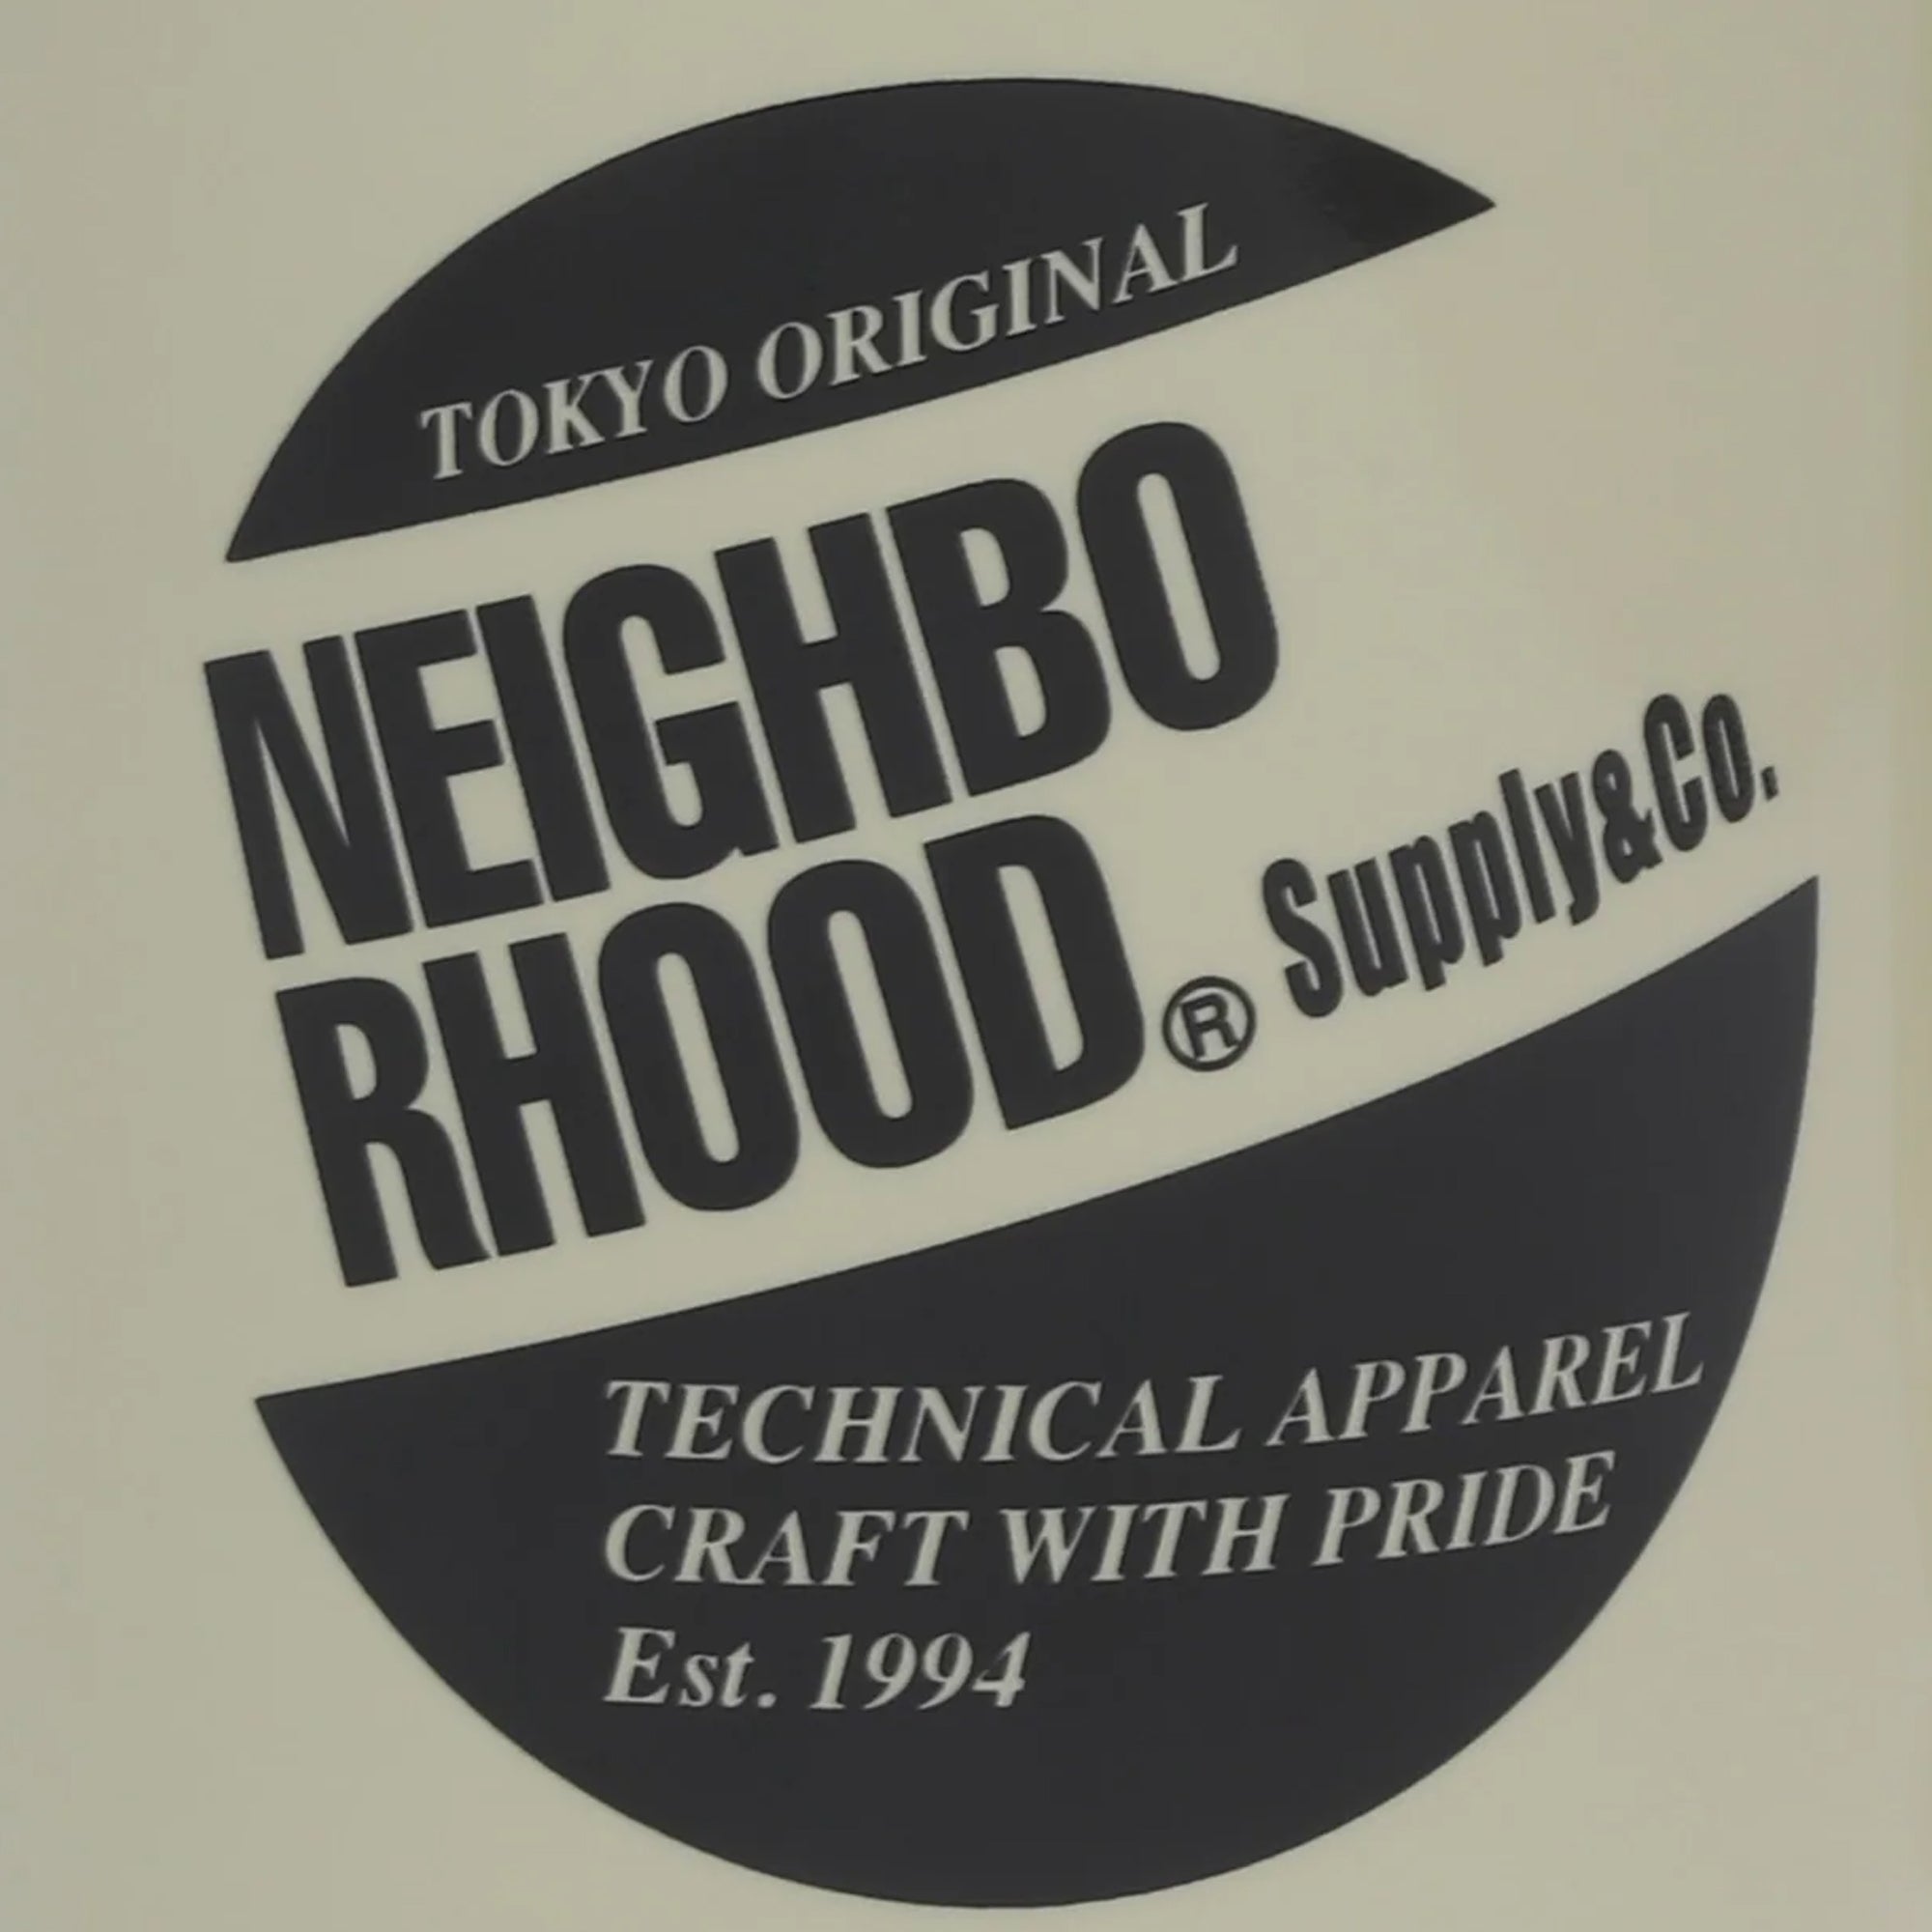 TOKYO ORIGINAL
NEIGHBO
RHOOD® Supply&Co.
TECHNICAL APPAREL
CRAFT WITH PRIDE
Est. 1994